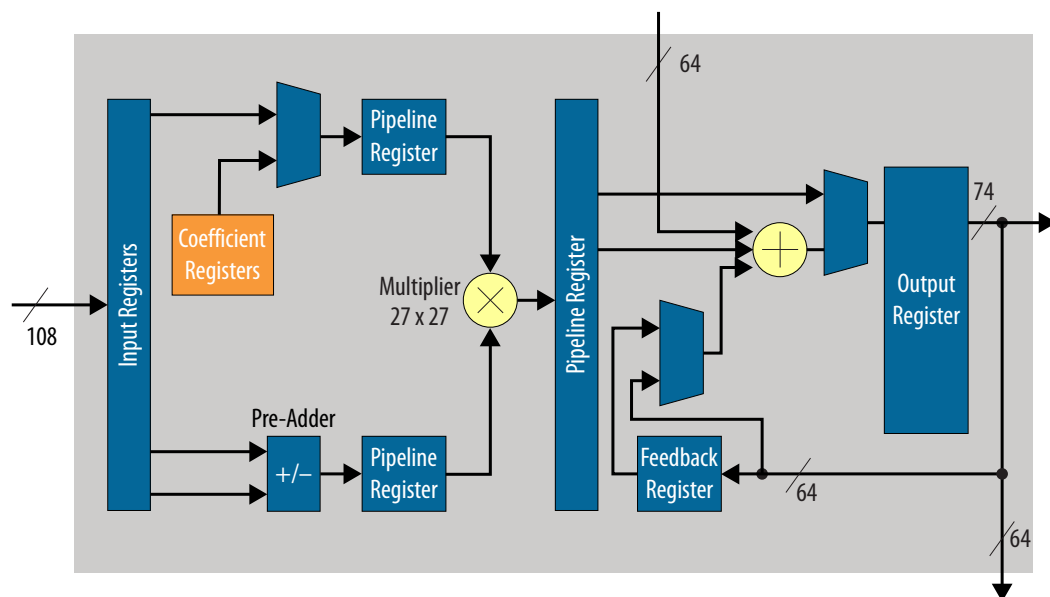 64
Pipeline
Register
Coefficient
Registers
Input Registers
108
Multiplier
27 x 27
Pre-Adder
+/−
Pipeline
Register
Pipeline Register
74
Output
Register
Feedback
Register
64
64